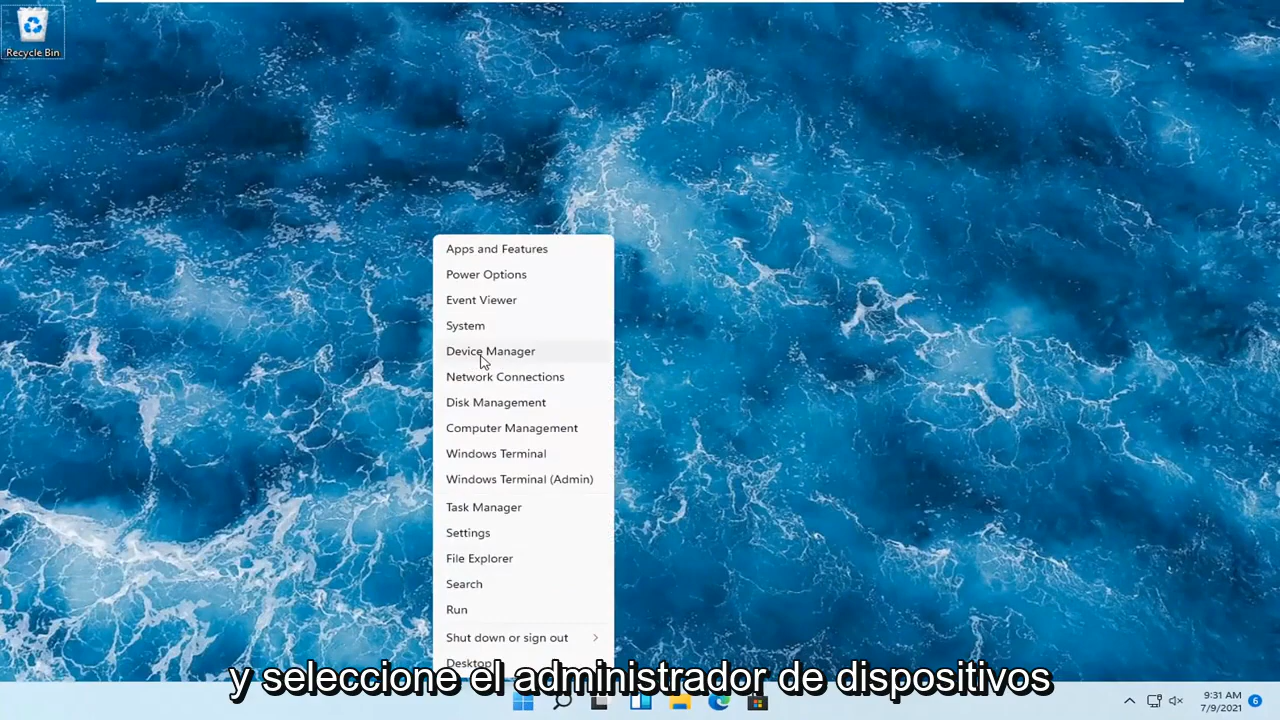 Recycle Bin
Apps and Features
Power Options
Event Viewer
System
Device Manager
Network Connections
Disk Management
Computer Management
Windows Terminal
Windows Terminal (Admin)
Task Manager
Settings
File Explorer
Search
Run
Shut down or sign out
Desktop
y seleccione el administrador de dispositivos
9:31 AM
7/9/2021
6